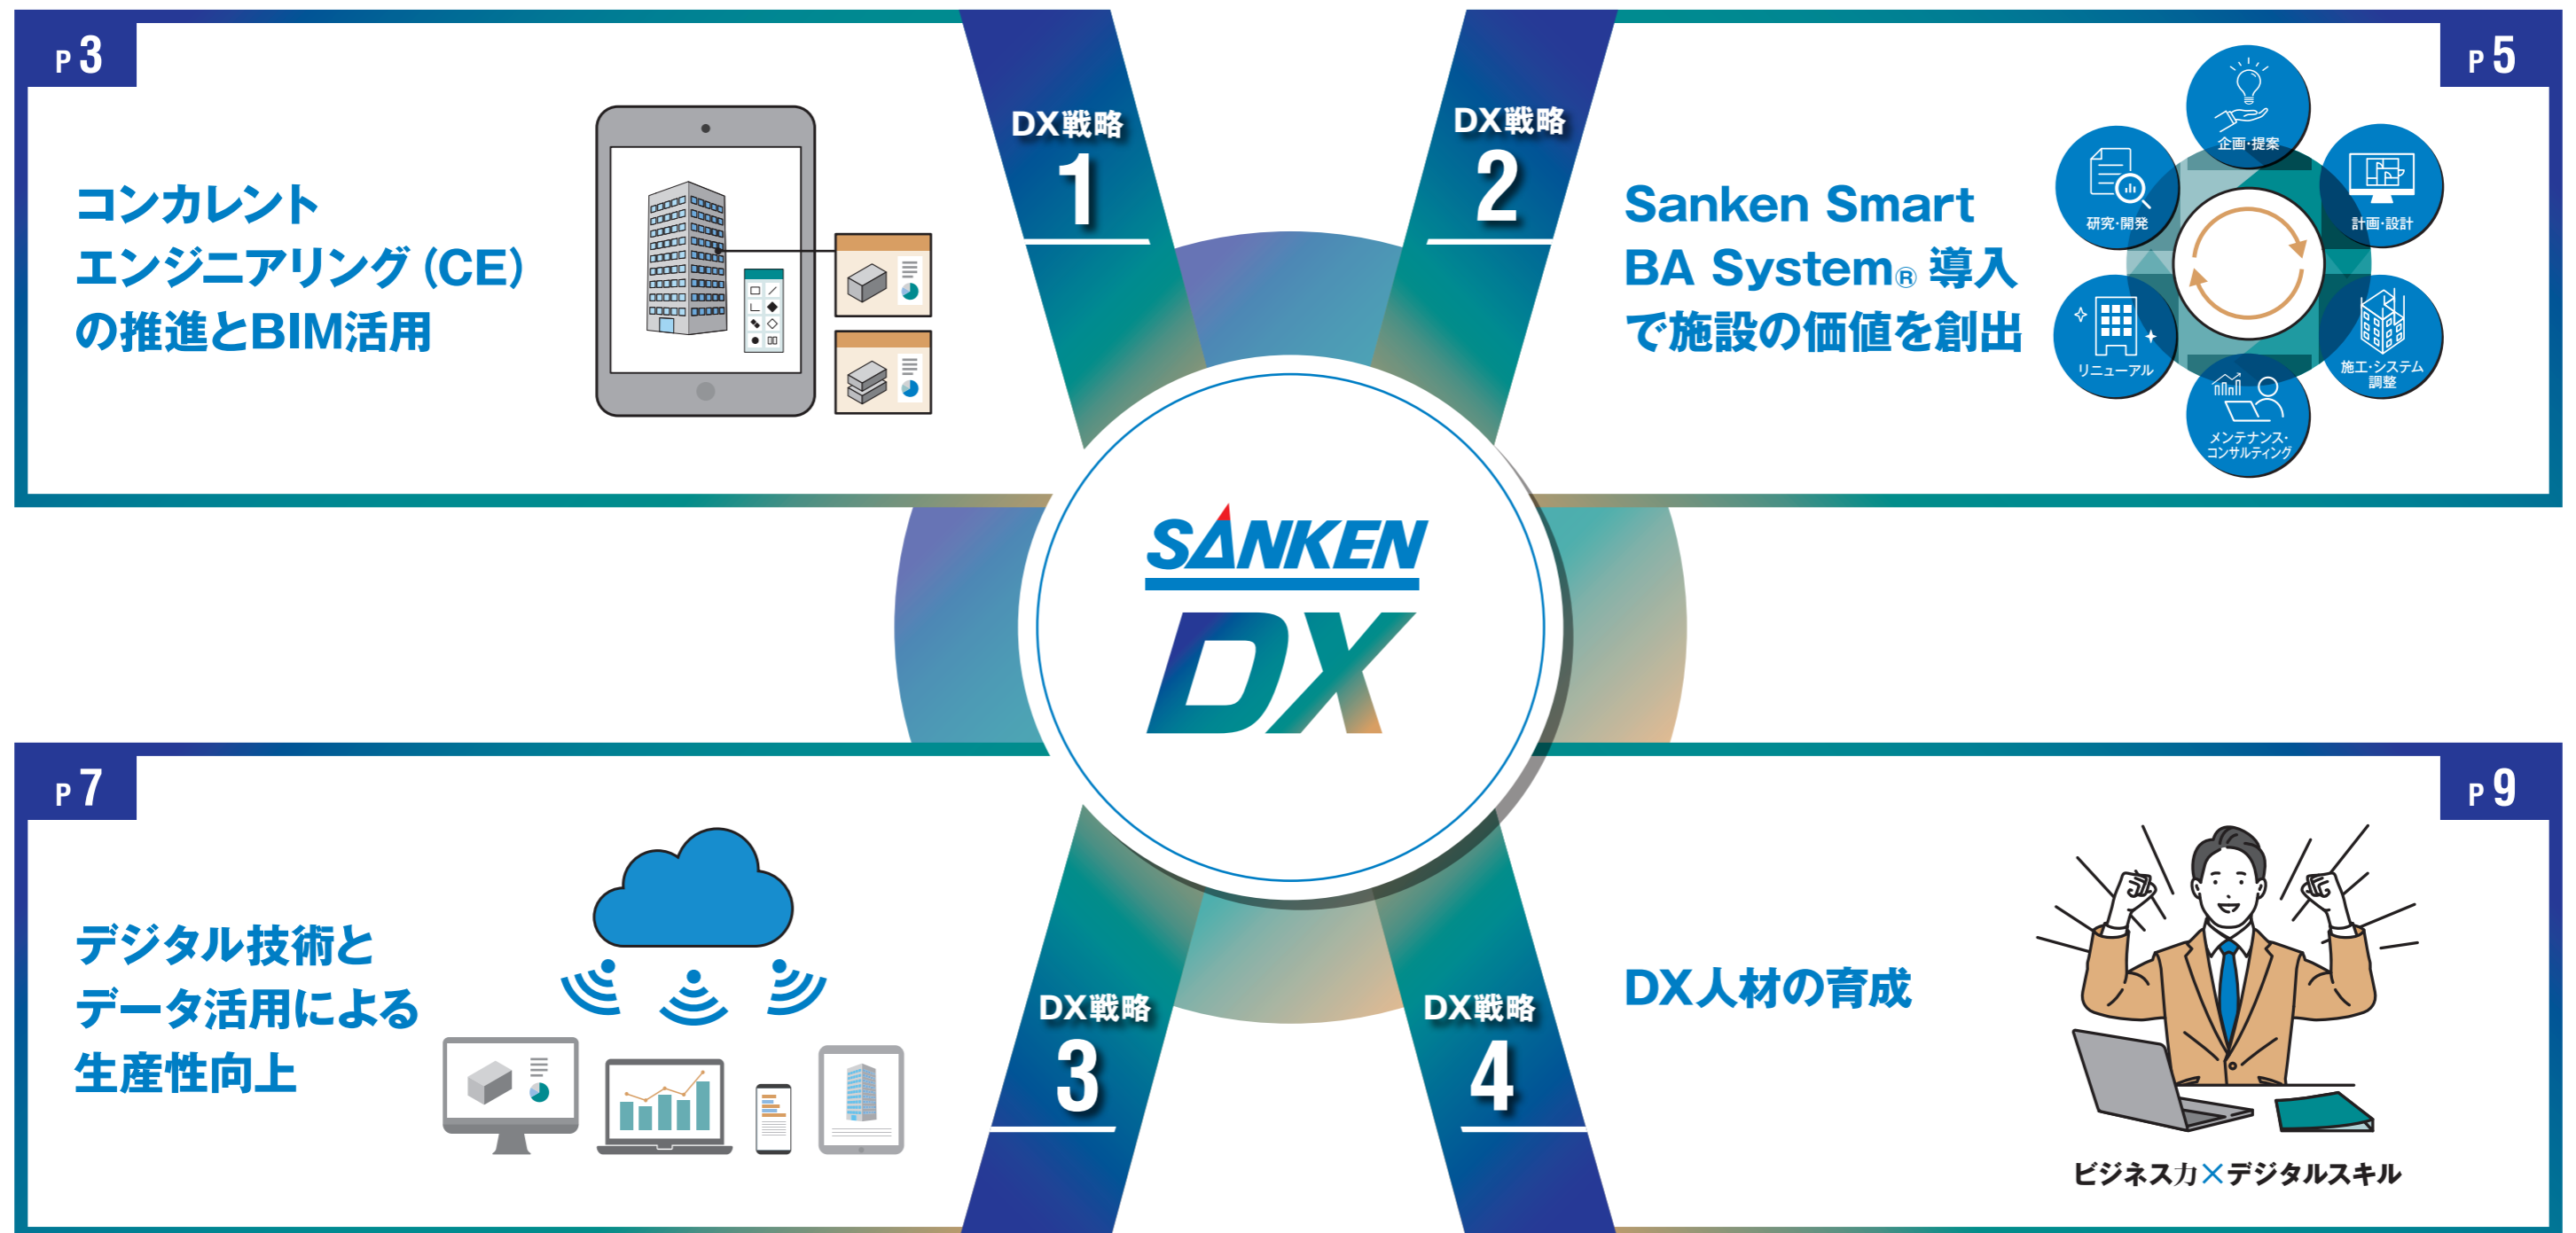 P 3
DX戦略
1
コンカレント
エンジニアリング（CE）
の推進とBIM活用
DX戦略
2
P 5
Sanken Smart
BA System® 導入
で施設の価値を創出
企画・提案
計画・設計
施工・システム
調整
メンテナンス・
コンサルティング
リニューアル
研究・開発
SANKEN
DX
P 7
デジタル技術と
データ活用による
生産性向上
DX戦略
3
DX戦略
4
P 9
DX人材の育成
ビジネス力×デジタルスキル